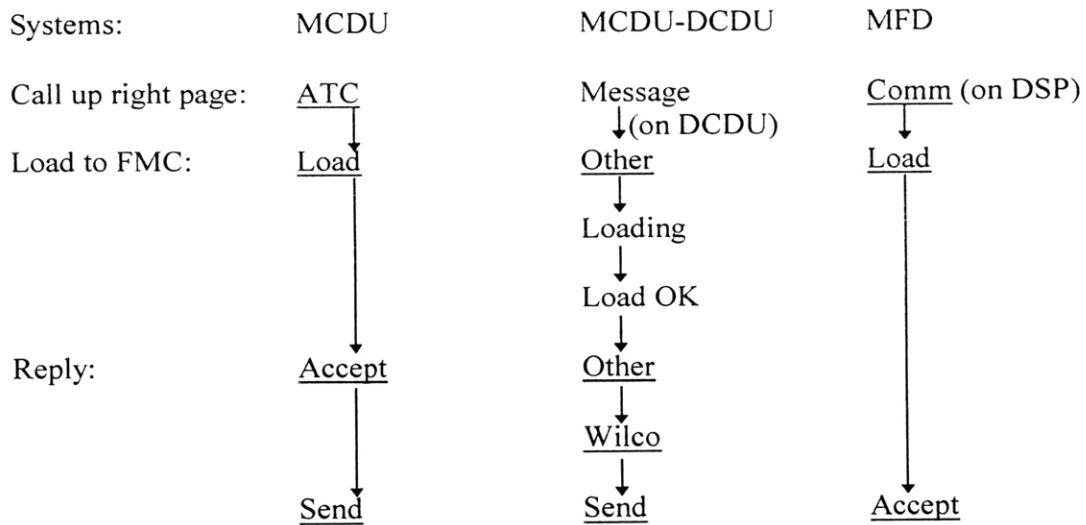 Systems: MCDU MCDU-DCDU MFD
Call up right page: ATC Message Comm (on DSP)
(on DCDU)
Load to FMC: Load Other Load
Loading
Load OK
Reply: Accept Other
Wilco
Send Send Accept